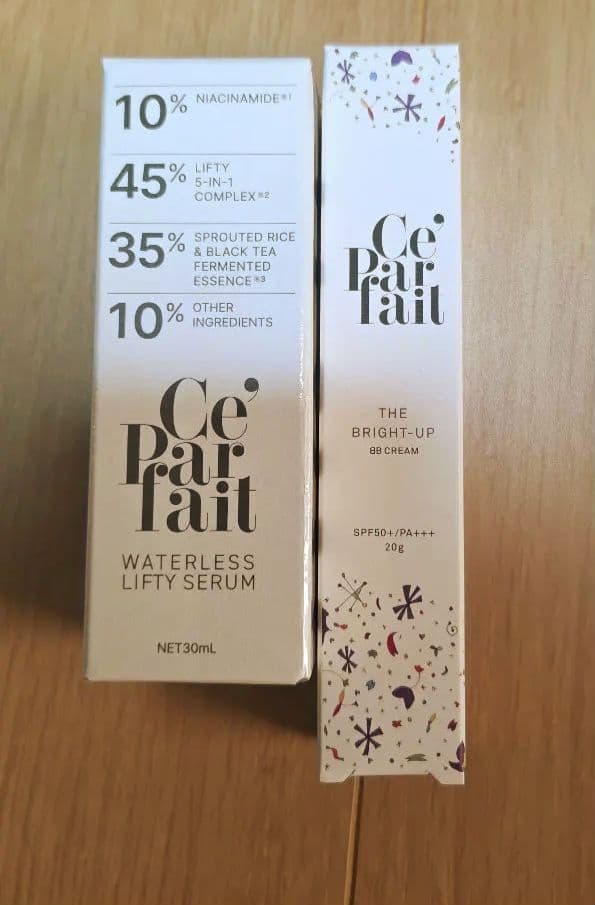 10% NIACINAMIDE※1
45% LIFTY
5-IN-1
COMPLEX※2
35% SPROUTED RICE
& BLACK TEA
FERMENTED
ESSENCE※3
10% OTHER
INGREDIENTS
Ce'
Par
fait
WATERLESS
LIFTY SERUM
NET30mL
Ce'
Par
fait
THE
BRIGHT-UP
BB CREAM
SPF50+/PA+++
20g